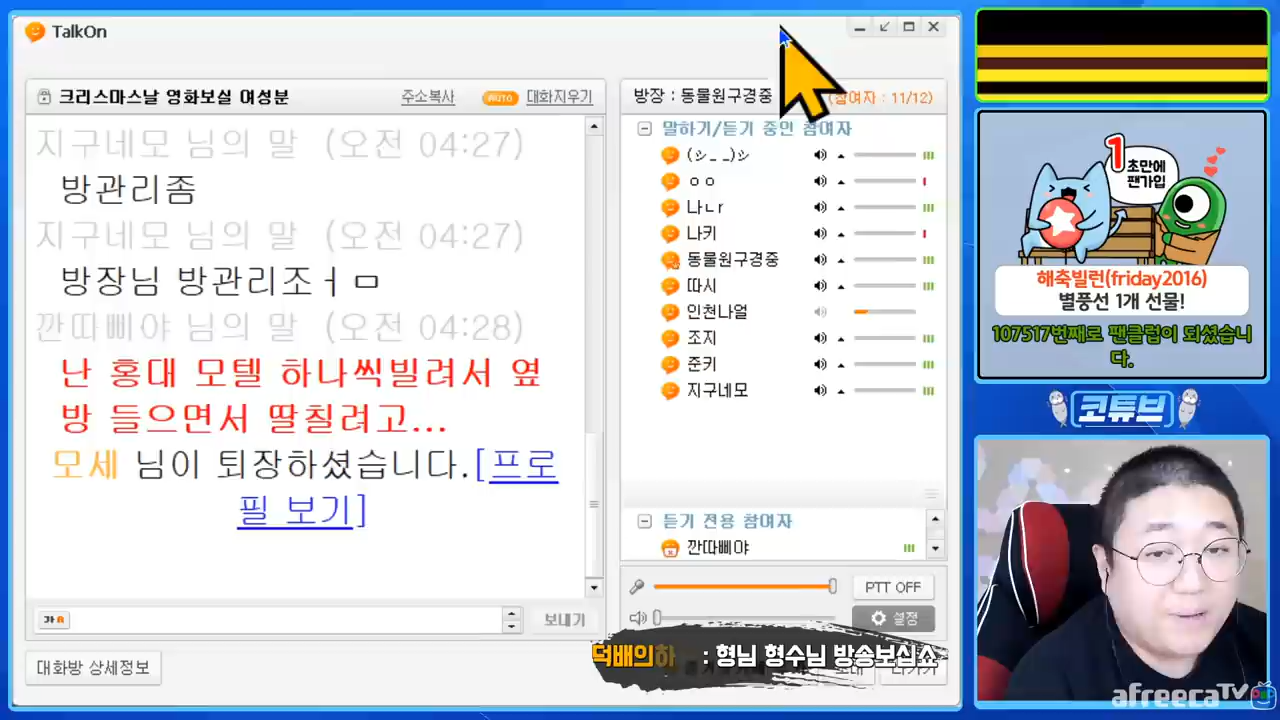 TalkOn
크리스마스날 영화보실 여성분
주소복사
AUTO
대화지우기
지구네모 님의 말 (오전 04:27)
방관리좀
지구네모 님의 말 (오전 04:27)
방장님 방관리조ㅓㅁ
깐따삐야 님의 말 (오전 04:28)
난 홍대 모텔 하나씩빌려서 옆
방 들으면서 딸칠려고...
모세 님이 퇴장하셨습니다.[프로
필 보기]
가
보내기
대화방 상세정보
방장 : 동물원구경중
참여자 : 11/12)
말하기/듣기 중인 참여자
(シ_ _)シ
ㅇㅇ
나ㄴr
나키
동물원구경중
따시
인천나얼
조지
준키
지구네모
듣기 전용 참여자
깐따삐야
PTT OFF
설정
덕배의하 : 형님 형수님 방송보십쇼
1
초만에
팬가입
해축빌런(friday2016)
별풍선 1개 선물!
107517번째로 팬클럽이 되셨습니
다.
코튜브
afreecaTV